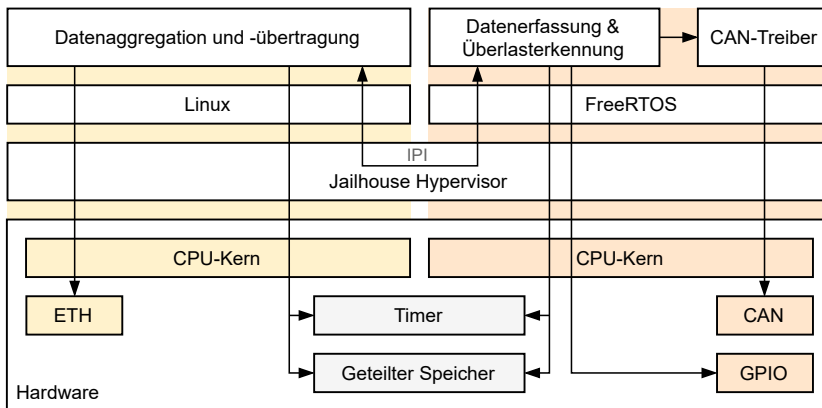 Datenaggregation und -übertragung
Datenerfassung &
Überlasterkennung
CAN-Treiber
Linux
FreeRTOS
IPI
Jailhouse Hypervisor
CPU-Kern
CPU-Kern
ETH
Timer
CAN
Geteilter Speicher
GPIO
Hardware